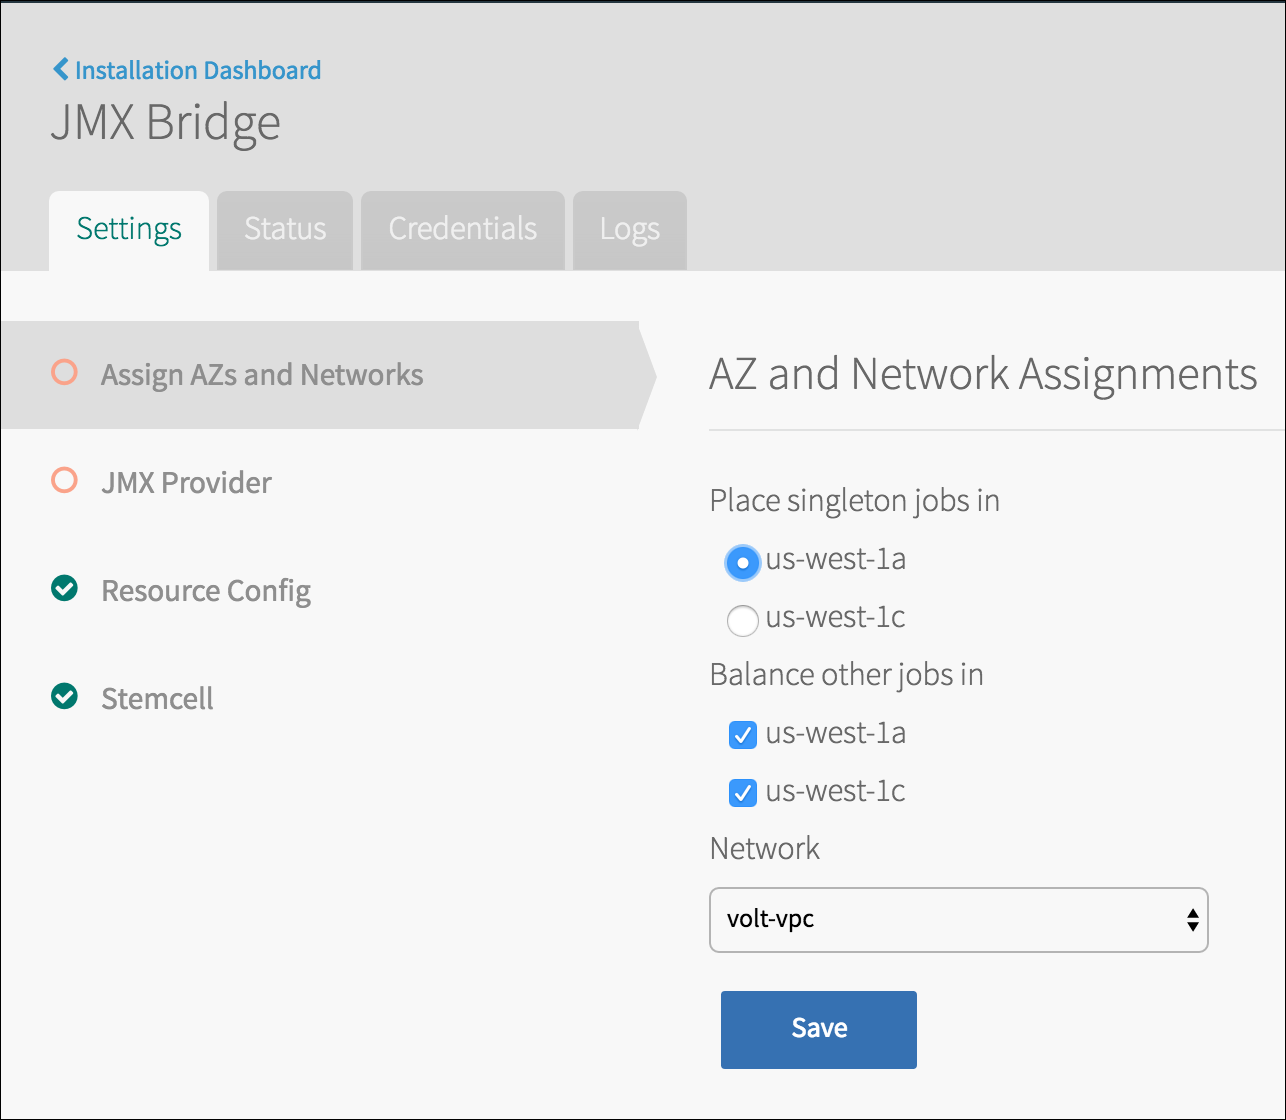 Installation Dashboard
JMX Bridge
Settings Status Credentials Logs
Assign AZs and Networks
JMX Provider
Resource Config
Stemcell
AZ and Network Assignments
Place singleton jobs in
us-west-1a
us-west-1c
Balance other jobs in
us-west-1a
us-west-1c
Network
volt-vpc
Save